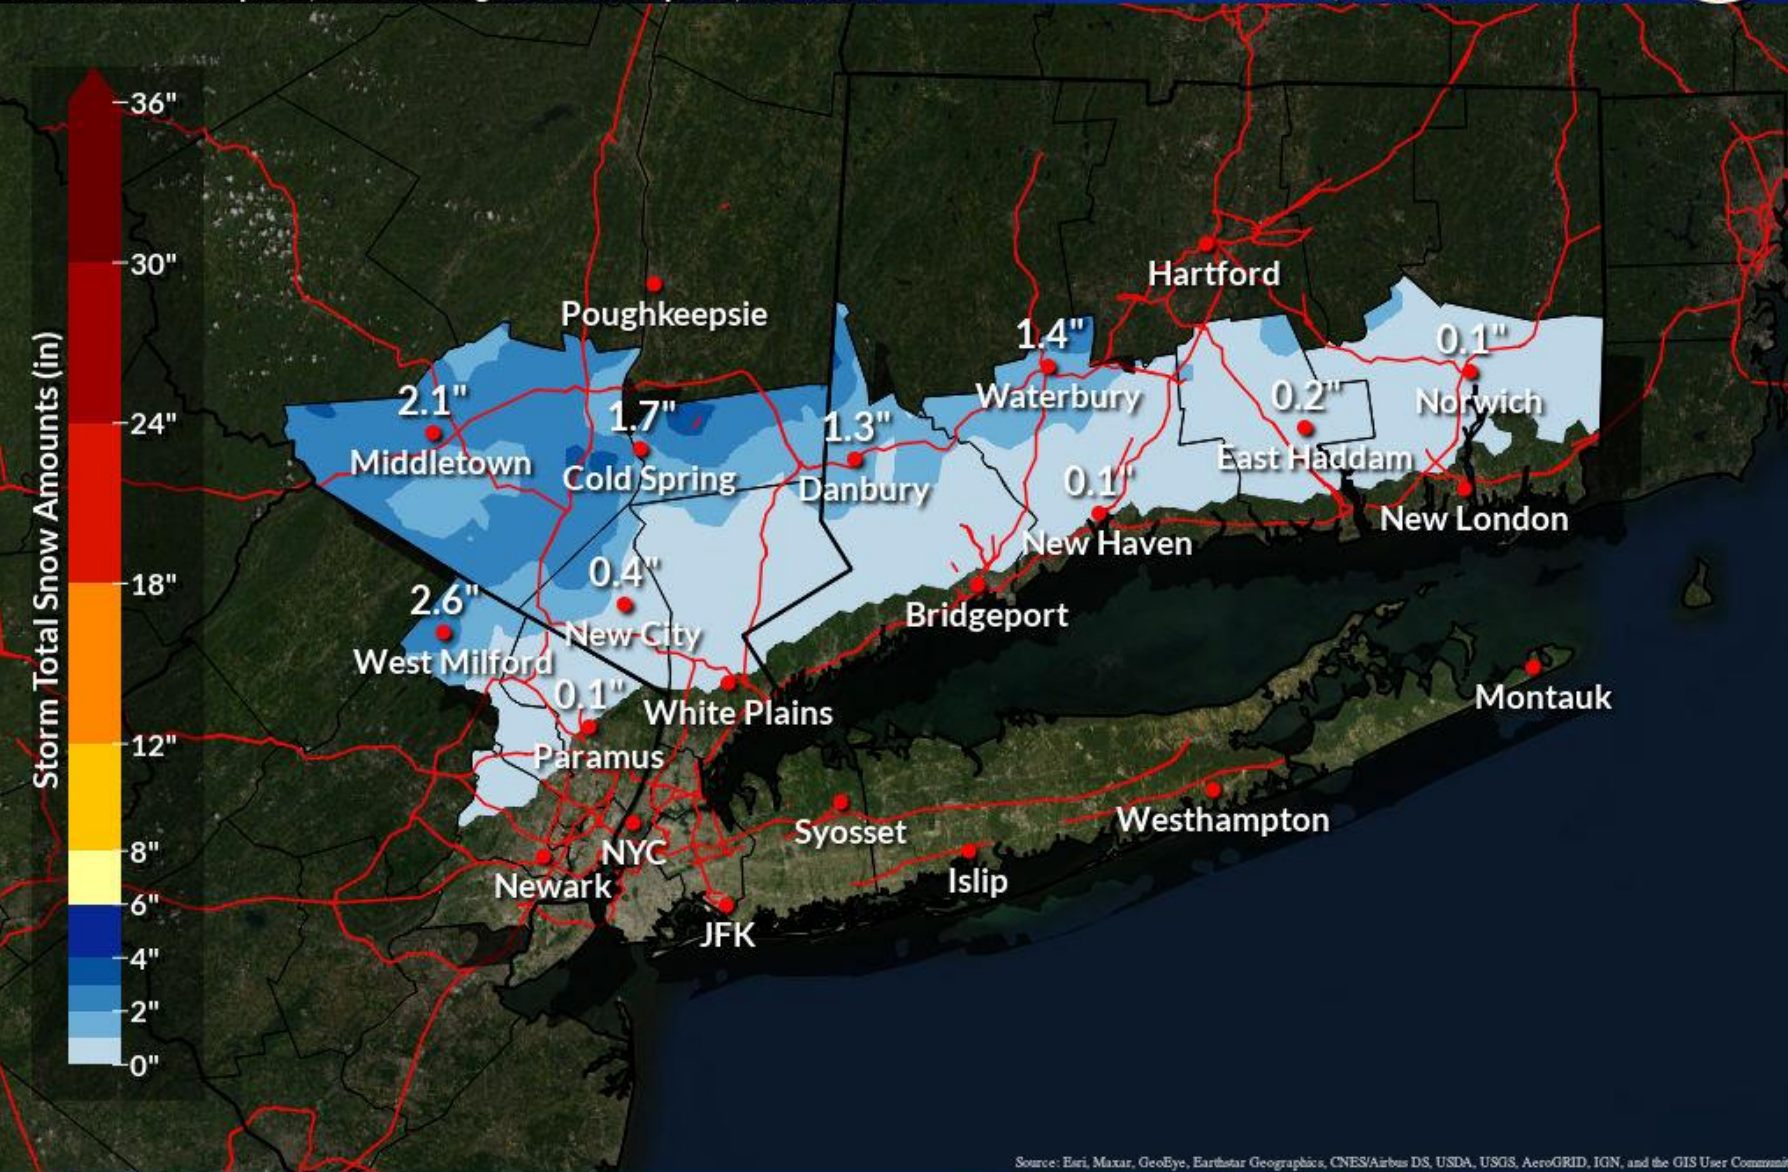 Storm Total Snow Amounts (in)
36"
30"
24"
18"
12"
8"
6"
4"
2"
0"
Poughkeepsie
Hartford
2.1"
Middletown
1.7"
Cold Spring
1.3"
Danbury
1.4"
Waterbury
0.2"
East Haddam
0.1"
Norwich
0.1"
New Haven
New London
Bridgeport
0.4"
New City
2.6"
West Milford
0.1"
Paramus
White Plains
Montauk
Syosset
Westhampton
NYC
Newark
Islip
JFK
Source: Esri, Maxar, GeoEye, Earthstar Geographics, CNES/Airbus DS, USDA, USGS, AeroGRID, IGN, and the GIS User